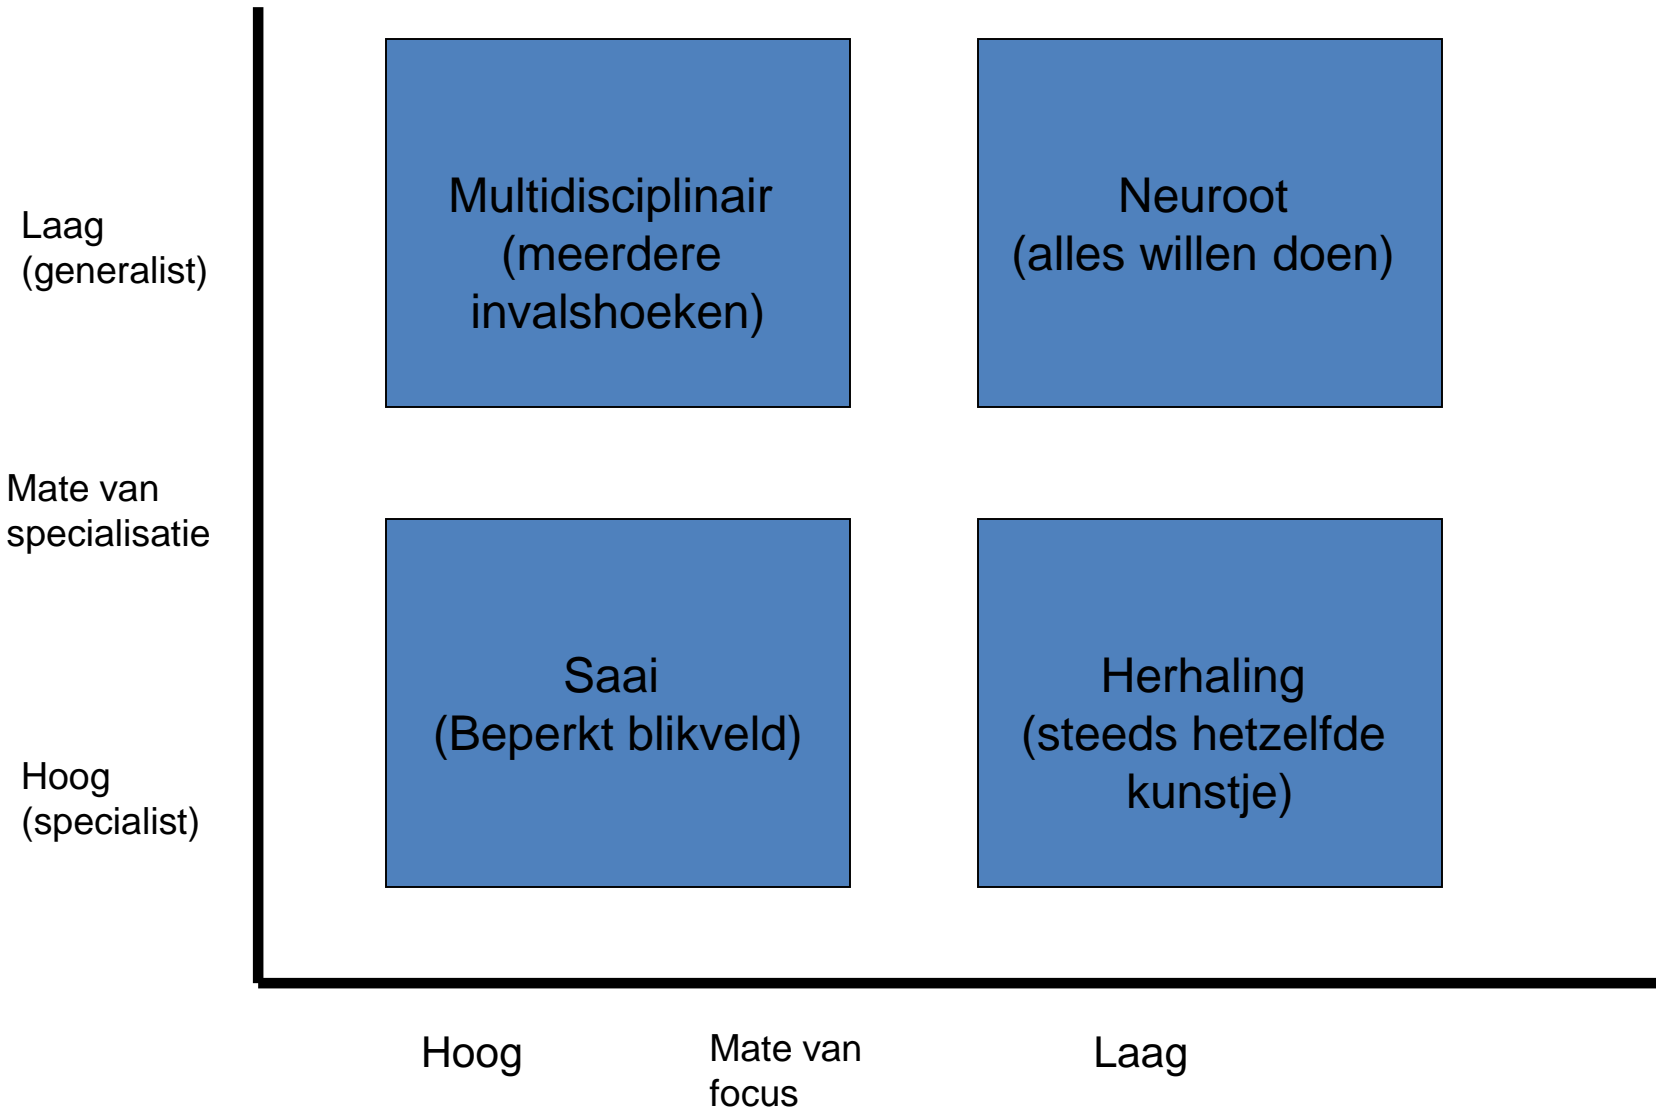 Multidisciplinair
(meerdere
invalshoeken)
Neuroot
(alles willen doen)
Laag
(generalist)
Mate van
specialisatie
Saai
(Beperkt blikveld)
Herhaling
(steeds hetzelfde
kunstje)
Hoog
(specialist)
Hoog
Mate van
focus
Laag